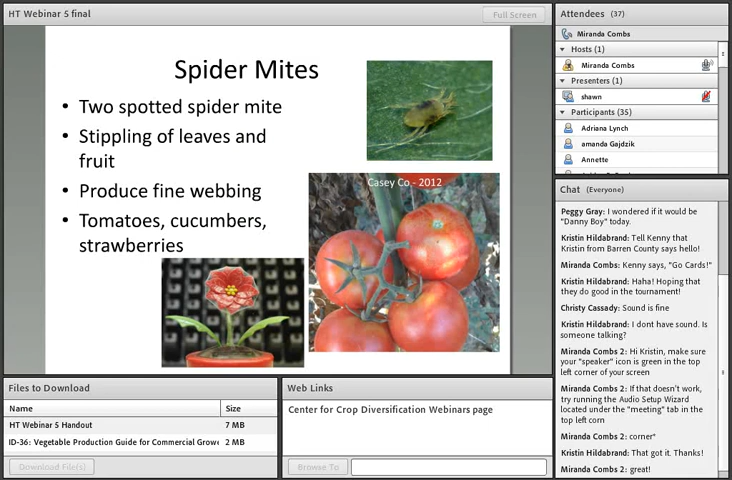 HT Webinar 5 final
Full Screen
Spider Mites
• Two spotted spider mite
• Stippling of leaves and
fruit
• Produce fine webbing
• Tomatoes, cucumbers,
strawberries
Casey Co - 2012
Files to Download
Name Size
HT Webinar 5 Handout 7 MB
ID-36: Vegetable Production Guide for Commercial Growe 2 MB
Download File(s)
Web Links
Center for Crop Diversification Webinars page
Browse To
Attendees (37)
Miranda Combs
Hosts (1)
Miranda Combs
Presenters (1)
shawn
Participants (35)
Adriana Lynch
amanda Gajdzik
Annette
Chat (Everyone)
Peggy Gray: I wondered if it would be
"Danny Boy" today.
Kristin Hildabrand: Tell Kenny that
Kristin from Barren County says hello!
Miranda Combs: Kenny says, "Go Cards!"
Kristin Hildabrand: Haha! Hoping that
they do good in the tournament!
Christy Cassady: Sound is fine
Kristin Hildabrand: I dont have sound. Is
someone talking?
Miranda Combs 2: Hi Kristin, make sure
your "speaker" icon is green in the top
left corner of your screen
Miranda Combs 2: If that doesn't work,
try running the Audio Setup Wizard
located under the "meeting" tab in the
top left corn
Miranda Combs 2: corner*
Kristin Hildabrand: That got it. Thanks!
Miranda Combs 2: great!